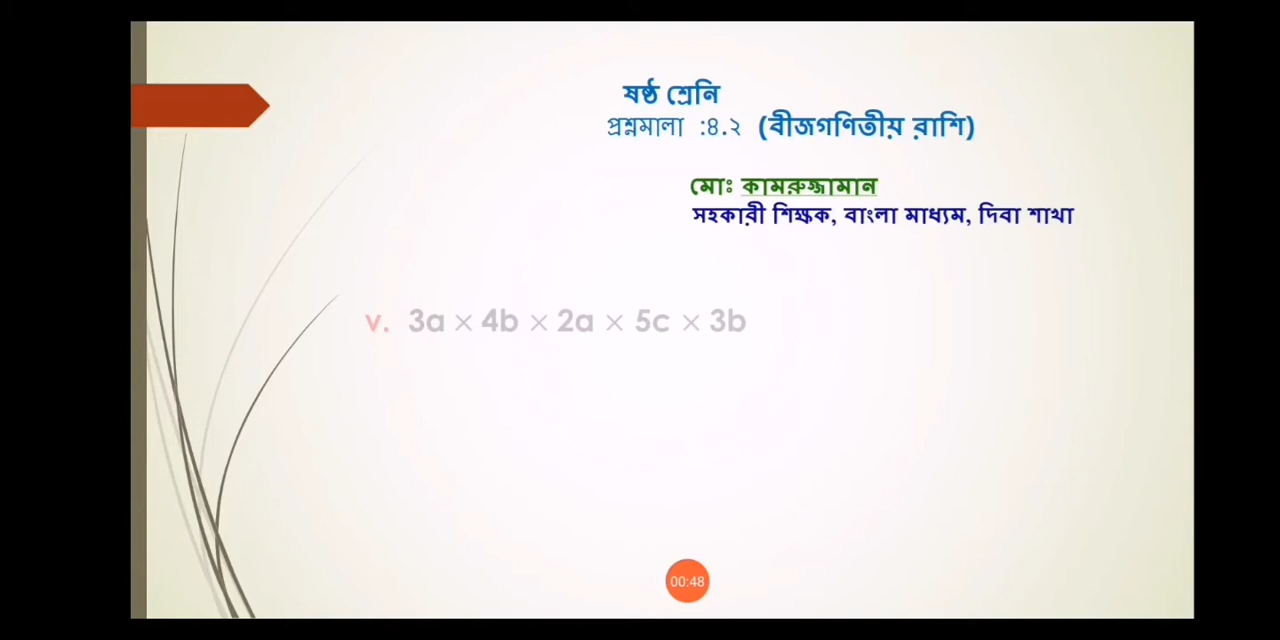 ষষ্ঠ শ্রেনি
প্রশ্নমালা :৪.২ (বীজগণিতীয় রাশি)
মোঃ কামরুজ্জামান
সহকারী শিক্ষক, বাংলা মাধ্যম, দিবা শাখা
v. 3a × 4b × 2a × 5c × 3b
00:48